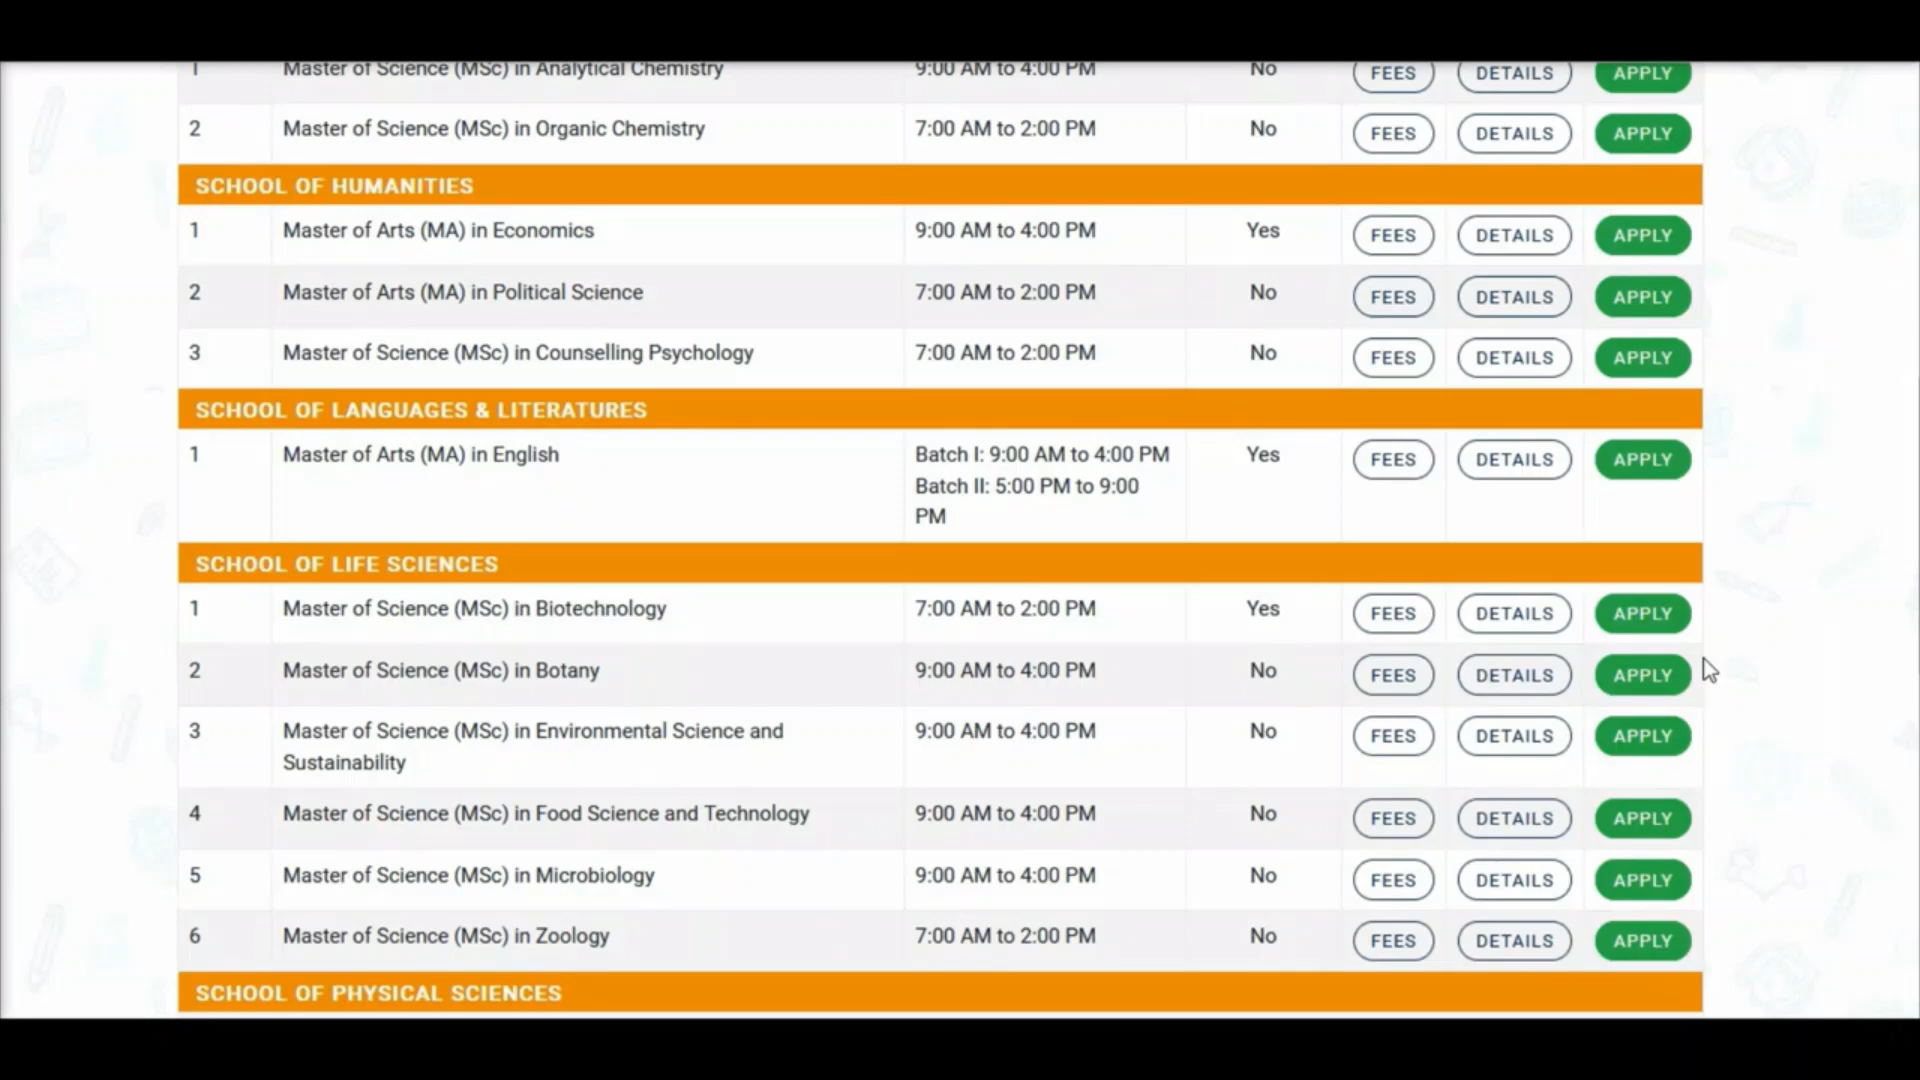 1 Master of Science (MSc) in Analytical Chemistry 9:00 AM to 4:00 PM No FEES DETAILS APPLY
2 Master of Science (MSc) in Organic Chemistry 7:00 AM to 2:00 PM No FEES DETAILS APPLY
SCHOOL OF HUMANITIES
1 Master of Arts (MA) in Economics 9:00 AM to 4:00 PM Yes FEES DETAILS APPLY
2 Master of Arts (MA) in Political Science 7:00 AM to 2:00 PM No FEES DETAILS APPLY
3 Master of Science (MSc) in Counselling Psychology 7:00 AM to 2:00 PM No FEES DETAILS APPLY
SCHOOL OF LANGUAGES & LITERATURES
1 Master of Arts (MA) in English Batch I: 9:00 AM to 4:00 PM Yes FEES DETAILS APPLY
Batch II: 5:00 PM to 9:00
PM
SCHOOL OF LIFE SCIENCES
1 Master of Science (MSc) in Biotechnology 7:00 AM to 2:00 PM Yes FEES DETAILS APPLY
2 Master of Science (MSc) in Botany 9:00 AM to 4:00 PM No FEES DETAILS APPLY
3 Master of Science (MSc) in Environmental Science and 9:00 AM to 4:00 PM No FEES DETAILS APPLY
Sustainability
4 Master of Science (MSc) in Food Science and Technology 9:00 AM to 4:00 PM No FEES DETAILS APPLY
5 Master of Science (MSc) in Microbiology 9:00 AM to 4:00 PM No FEES DETAILS APPLY
6 Master of Science (MSc) in Zoology 7:00 AM to 2:00 PM No FEES DETAILS APPLY
SCHOOL OF PHYSICAL SCIENCES